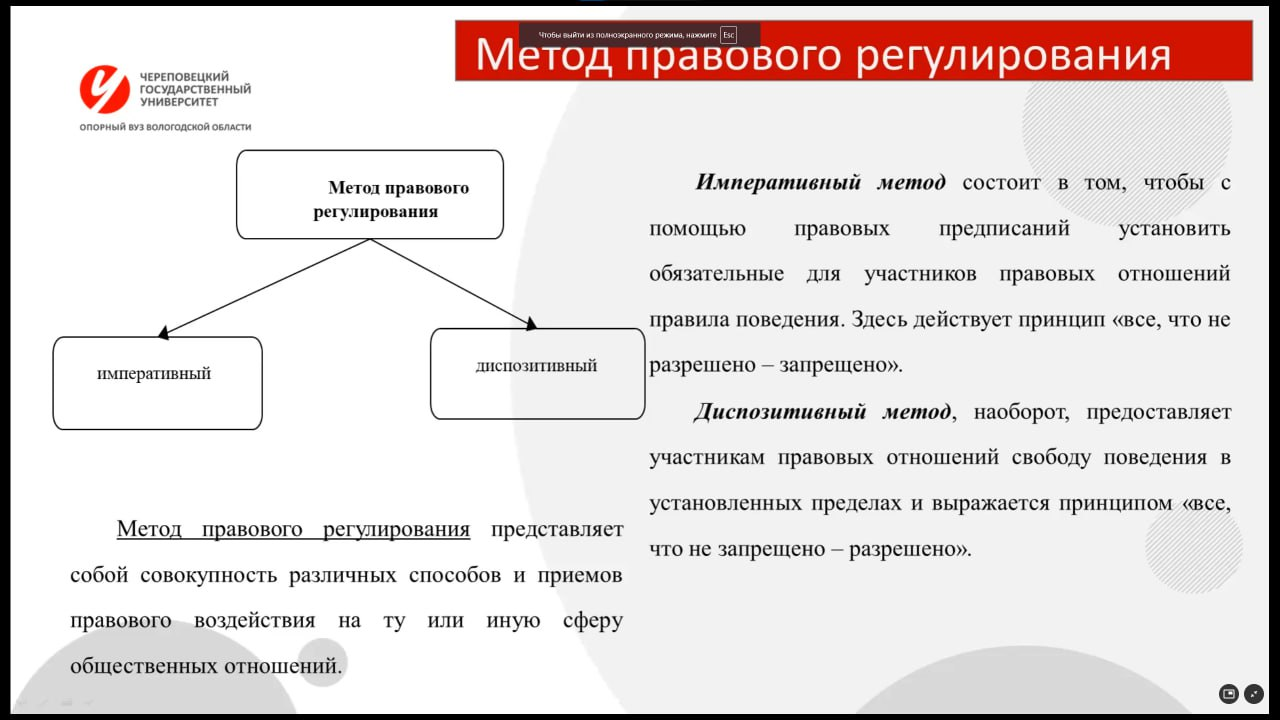 Чтобы выйти из полноэкранного режима, нажмите Esc
Метод правового регулирования
ЧЕРЕПОВЕЦКИЙ
ГОСУДАРСТВЕННЫЙ
УНИВЕРСИТЕТ
ОПОРНЫЙ ВУЗ ВОЛОГОДСКОЙ ОБЛАСТИ
Метод правового
регулирования
императивный
диспозитивный
Метод правового регулирования представляет
собой совокупность различных способов и приемов
правового воздействия на ту или иную сферу
общественных отношений.
Императивный метод состоит в том, чтобы с
помощью правовых предписаний установить
обязательные для участников правовых отношений
правила поведения. Здесь действует принцип «все, что не
разрешено – запрещено».
Диспозитивный метод, наоборот, предоставляет
участникам правовых отношений свободу поведения в
установленных пределах и выражается принципом «все,
что не запрещено – разрешено».